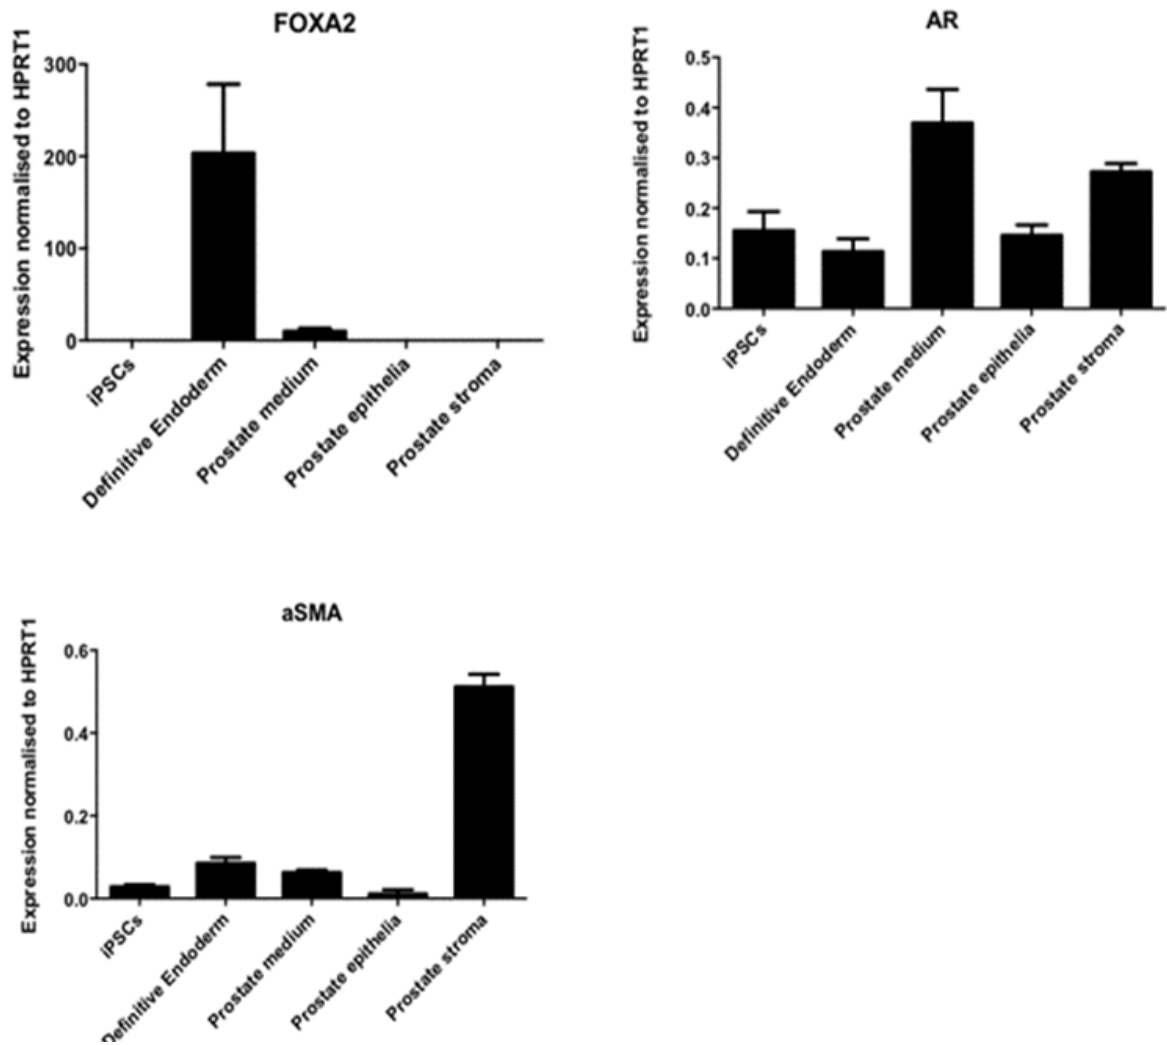 FOXA2
Expression normalised to HPRT1
300
200
100
0
iPSCs
Definitive Endoderm
Prostate medium
Prostate epithelia
Prostate stroma
AR
Expression normalised to HPRT1
0.5
0.4
0.3
0.2
0.1
0.0
iPSCs
Definitive Endoderm
Prostate medium
Prostate epithelia
Prostate stroma
aSMA
Expression normalised to HPRT1
0.6
0.4
0.2
0.0
iPSCs
Definitive Endoderm
Prostate medium
Prostate epithelia
Prostate stroma